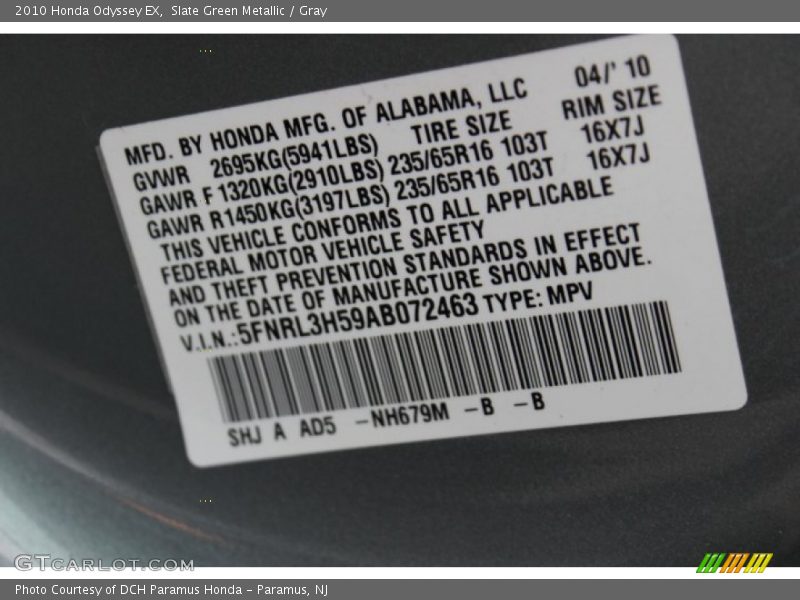 2010 Honda Odyssey EX, Slate Green Metallic / Gray
MFD. BY HONDA MFG. OF ALABAMA, LLC 04/' 10
GVWR 2695KG(5941LBS) TIRE SIZE RIM SIZE
GAWR F 1320KG(2910LBS) 235/65R16 103T 16X7J
GAWR R1450KG(3197LBS) 235/65R16 103T 16X7J
THIS VEHICLE CONFORMS TO ALL APPLICABLE
FEDERAL MOTOR VEHICLE SAFETY
AND THEFT PREVENTION STANDARDS IN EFFECT
ON THE DATE OF MANUFACTURE SHOWN ABOVE.
V.I.N.:5FNRL3H59AB072463 TYPE: MPV
SHJ A AD5 -NH679M -B -B
GTCARLOT.COM
Photo Courtesy of DCH Paramus Honda - Paramus, NJ